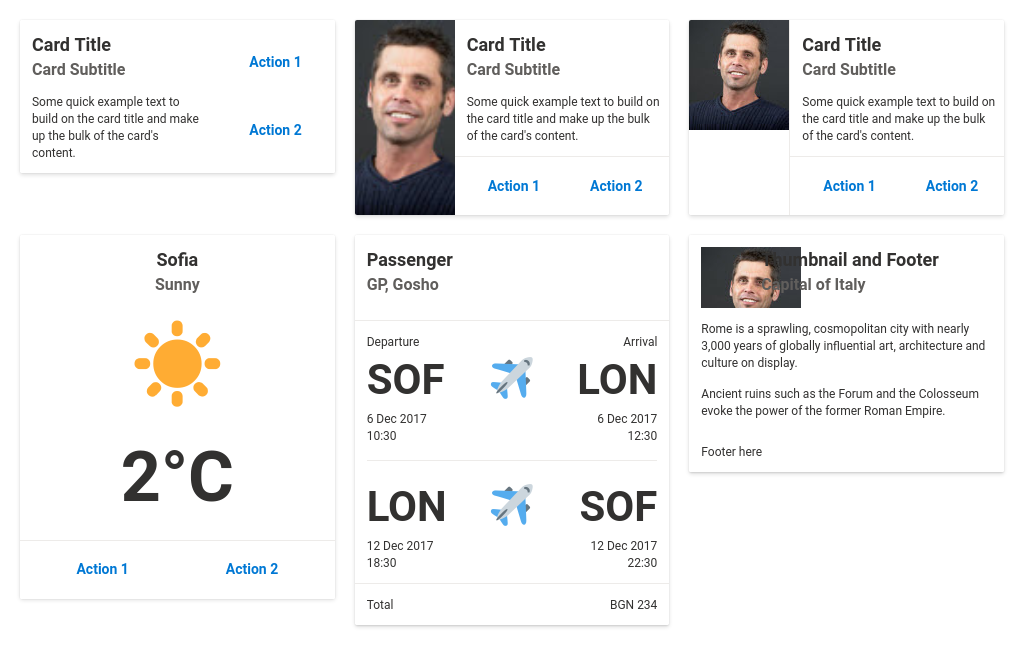 Card Title
Card Subtitle
Some quick example text to
build on the card title and make
up the bulk of the card's
content.
Action 1
Action 2
Card Title
Card Subtitle
Some quick example text to build on
the card title and make up the bulk
of the card's content.
Action 1 Action 2
Card Title
Card Subtitle
Some quick example text to build on
the card title and make up the bulk
of the card's content.
Action 1 Action 2
Sofia
Sunny
2°C
Action 1 Action 2
Passenger
GP, Gosho
Departure Arrival
SOF LON
6 Dec 2017 6 Dec 2017
10:30 12:30
LON SOF
12 Dec 2017 12 Dec 2017
18:30 22:30
Total BGN 234
Thumbnail and Footer
Capital of Italy
Rome is a sprawling, cosmopolitan city with nearly
3,000 years of globally influential art, architecture and
culture on display.
Ancient ruins such as the Forum and the Colosseum
evoke the power of the former Roman Empire.
Footer here